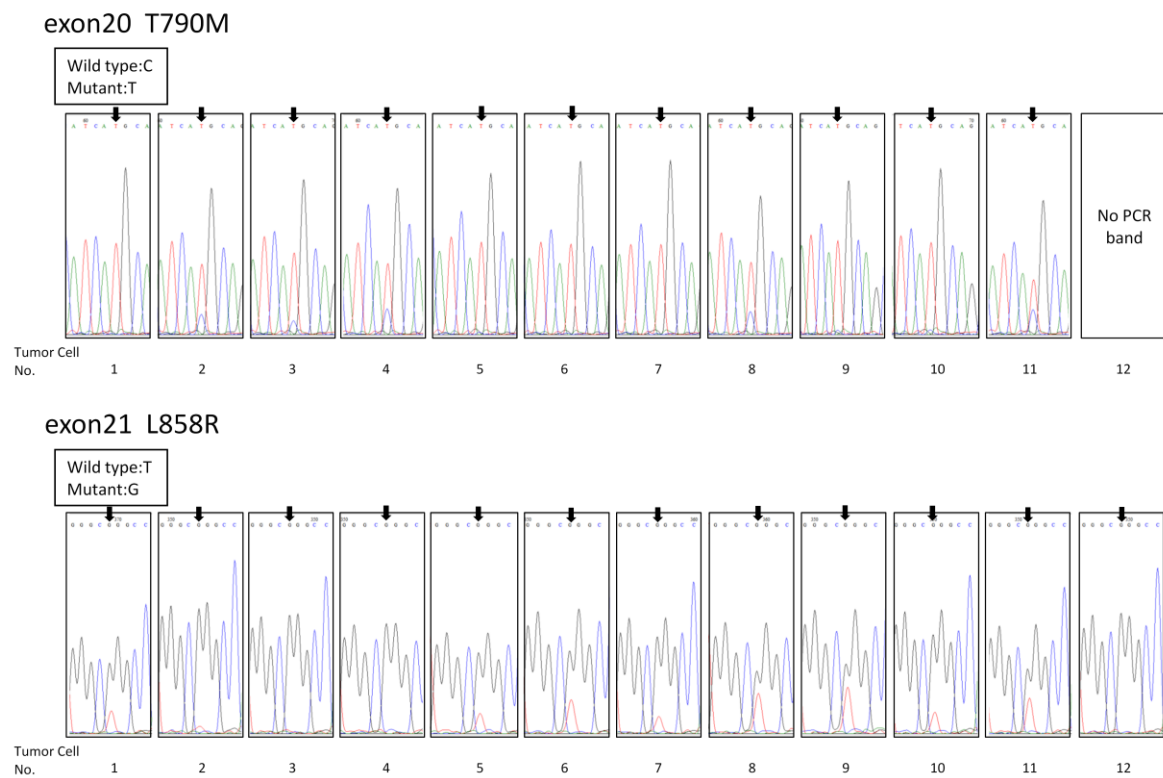 exon20 T790M
Wild type:C
Mutant:T
A T C A T G C A
A T C A T G C A G
A T C A T G C A G
A T C A T G C A
A T C A T G C A
A T C A T G C A
A T C A T G C A
A T C A T G C A G
A T C A T G C A G
T C A T G C A G
A T C A T G C A
No PCR
band
Tumor Cell
No. 1 2 3 4 5 6 7 8 9 10 11 12
exon21 L858R
Wild type:T
Mutant:G
G G G C G G G C C
G G G C G G G C C
G G G C G G G C C
G G G C G G G C
G G G C G G G C
G G G C G G G C
G G G C G G G C C
G G G C G G G C
G G G C G G G C
G G G C G G G C C
G G G C G G G C C
G G G C G G G C C
Tumor Cell
No. 1 2 3 4 5 6 7 8 9 10 11 12